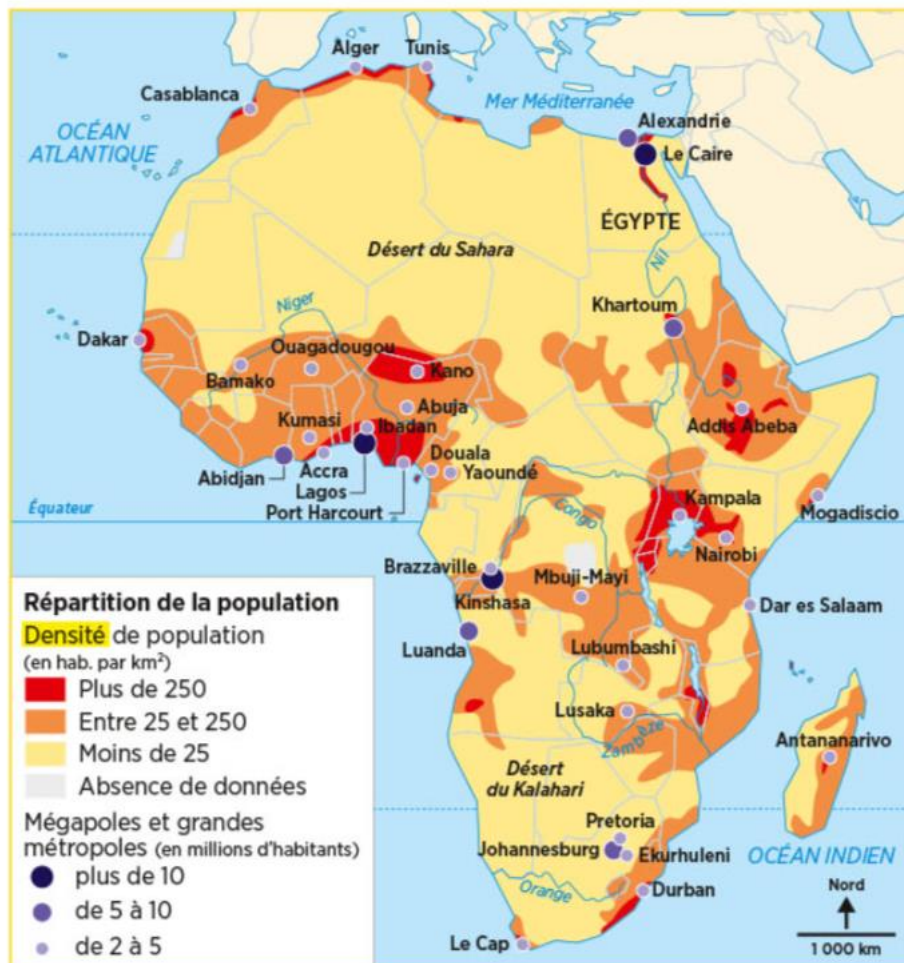 Alger
Tunis
Casablanca
Mer Méditerranée
OCÉAN
ATLANTIQUE
Alexandrie
Le Caire
ÉGYPTE
Désert du Sahara
Nil
Niger
Khartoum
Dakar
Ouagadougou
Bamako
Kano
Abuja
Kumasi
Ibadan
Addis Abeba
Douala
Abidjan
Accra
Yaoundé
Lagos
Port Harcourt
Équateur
Congo
Kampala
Mogadiscio
Nairobi
Brazzaville
Mbuji-Mayi
Kinshasa
Dar es Salaam
Luanda
Lubumbashi
Lusaka
Zambèze
Antananarivo
Désert
du Kalahari
Pretoria
Johannesburg
Ekurhuleni
OCÉAN INDIEN
Orange
Durban
Le Cap
Nord
1 000 km
Répartition de la population
Densité de population
(en hab. par km²)
Plus de 250
Entre 25 et 250
Moins de 25
Absence de données
Mégapoles et grandes
métropoles (en millions d'habitants)
plus de 10
de 5 à 10
de 2 à 5